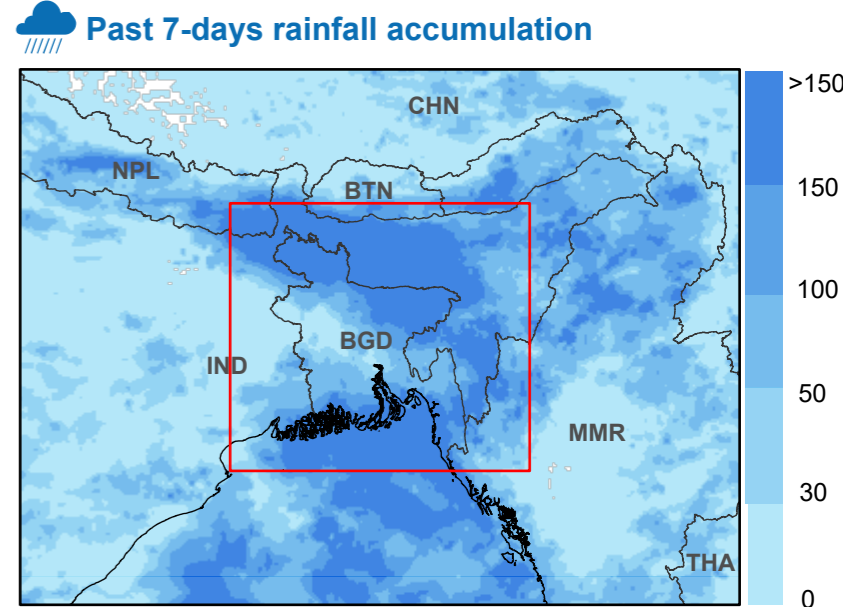 Past 7-days rainfall accumulation
CHN
NPL
BTN
BGD
IND
MMR
THA
>150
150
100
50
30
0